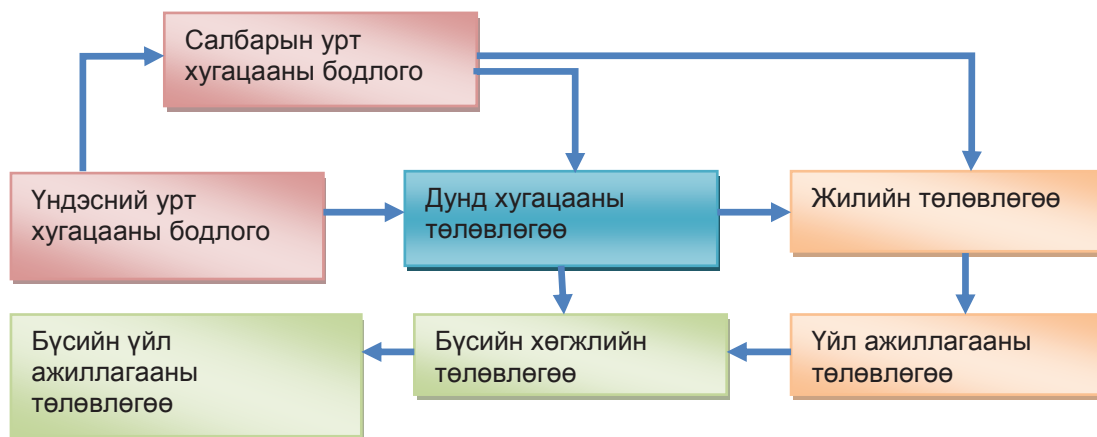 Салбарын урт
хугацааны бодлого
Үндэсний урт
хугацааны бодлого
Дунд хугацааны
төлөвлөгөө
Жилийн төлөвлөгөө
Бүсийн үйл
ажиллагааны
төлөвлөгөө
Бүсийн хөгжлийн
төлөвлөгөө
Үйл ажиллагааны
төлөвлөгөө